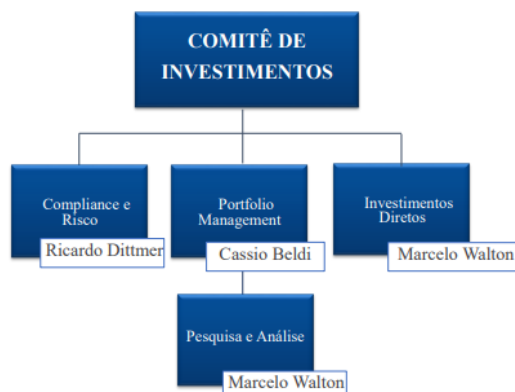 COMITÊ DE
INVESTIMENTOS
Compliance e
Risco
Ricardo Dittmer
Portfolio
Management
Cassio Beldi
Investimentos
Diretos
Marcelo Walton
Pesquisa e Análise
Marcelo Walton